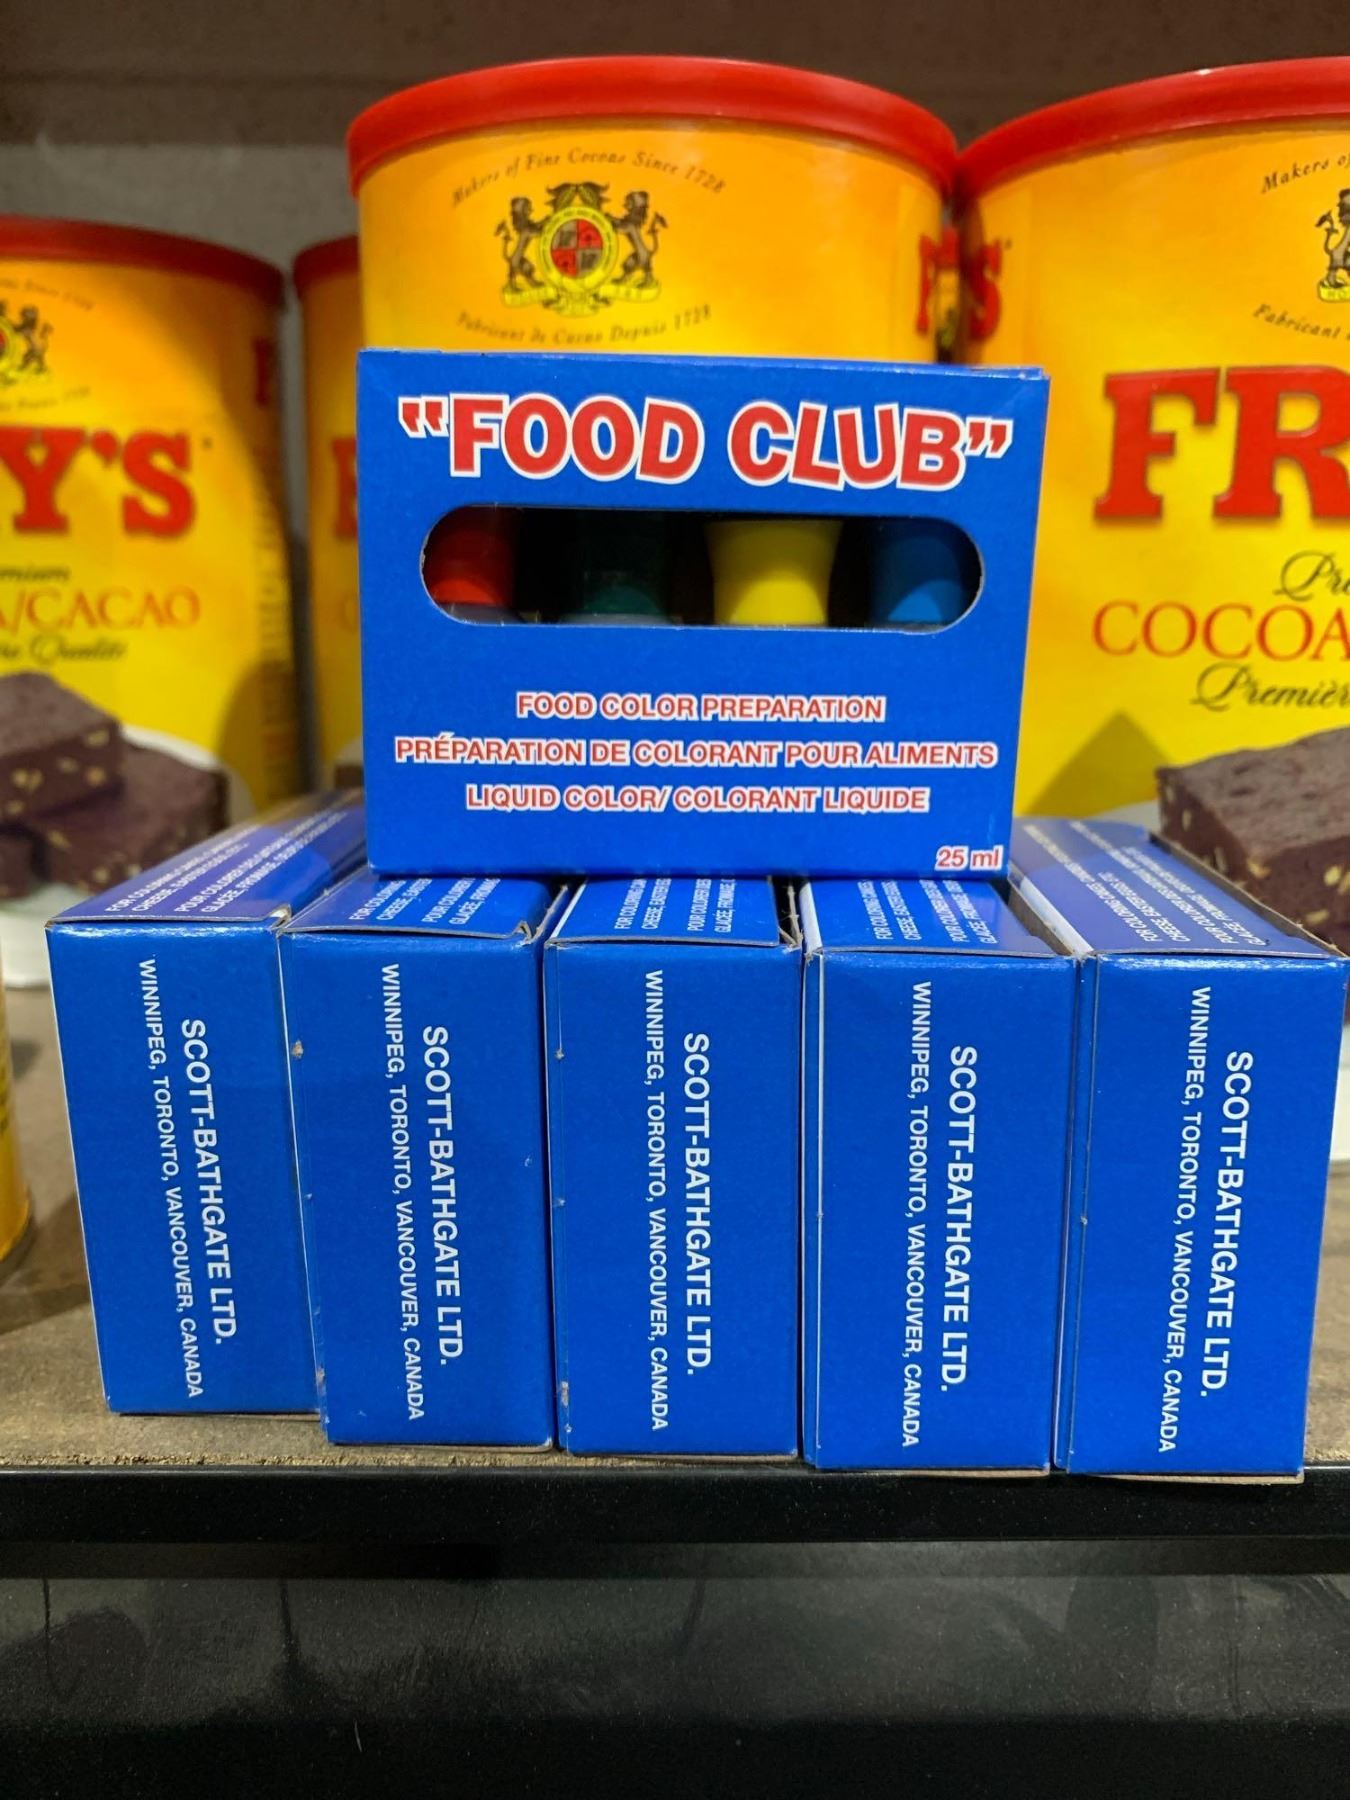 Makers of Fine Cocoas Since 1728
Fabricant de Cacao Depuis 1728
Makers of
Fabricant
Y'S
/CACAO
FR
COCOA
"FOOD CLUB"
FOOD COLOR PREPARATION
PRÉPARATION DE COLORANT POUR ALIMENTS
LIQUID COLOR/ COLORANT LIQUIDE
25 ml
SCOTT-BATHGATE LTD.
WINNIPEG, TORONTO, VANCOUVER, CANADA
SCOTT-BATHGATE LTD.
WINNIPEG, TORONTO, VANCOUVER, CANADA
SCOTT-BATHGATE LTD.
WINNIPEG, TORONTO, VANCOUVER, CANADA
SCOTT-BATHGATE LTD.
WINNIPEG, TORONTO, VANCOUVER, CANADA
SCOTT-BATHGATE LTD.
WINNIPEG, TORONTO, VANCOUVER, CANADA